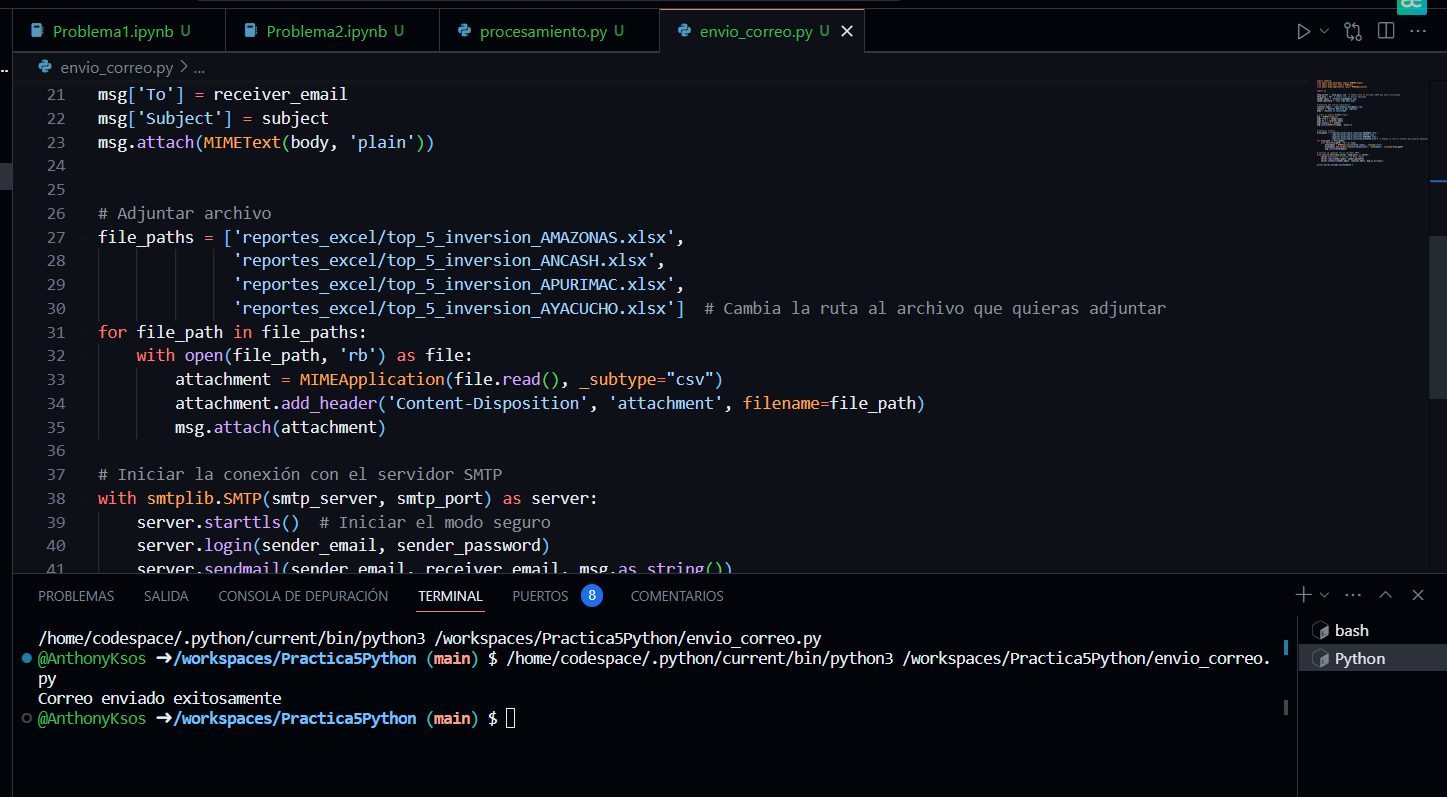 Problema1.ipynb U
Problema2.ipynb U
procesamiento.py U
envio_correo.py U
envio_correo.py > ...
21 msg['To'] = receiver_email
22 msg['Subject'] = subject
23 msg.attach(MIMEText(body, 'plain'))
24
25
26 # Adjuntar archivo
27 file_paths = ['reportes_excel/top_5_inversion_AMAZONAS.xlsx',
28 'reportes_excel/top_5_inversion_ANCASH.xlsx',
29 'reportes_excel/top_5_inversion_APURIMAC.xlsx',
30 'reportes_excel/top_5_inversion_AYACUCHO.xlsx'] # Cambia la ruta al archivo que quieras adjuntar
31 for file_path in file_paths:
32 with open(file_path, 'rb') as file:
33 attachment = MIMEApplication(file.read(), _subtype="csv")
34 attachment.add_header('Content-Disposition', 'attachment', filename=file_path)
35 msg.attach(attachment)
36
37 # Iniciar la conexión con el servidor SMTP
38 with smtplib.SMTP(smtp_server, smtp_port) as server:
39 server.starttls() # Iniciar el modo seguro
40 server.login(sender_email, sender_password)
41 server.sendmail(sender_email, receiver_email, msg.as_string())
PROBLEMAS SALIDA CONSOLA DE DEPURACIÓN TERMINAL PUERTOS 8 COMENTARIOS
/home/codespace/.python/current/bin/python3 /workspaces/Practica5Python/envio_correo.py
@AnthonyKsos ➜/workspaces/Practica5Python (main) $ /home/codespace/.python/current/bin/python3 /workspaces/Practica5Python/envio_correo.
py
Correo enviado exitosamente
@AnthonyKsos ➜/workspaces/Practica5Python (main) $
bash
Python